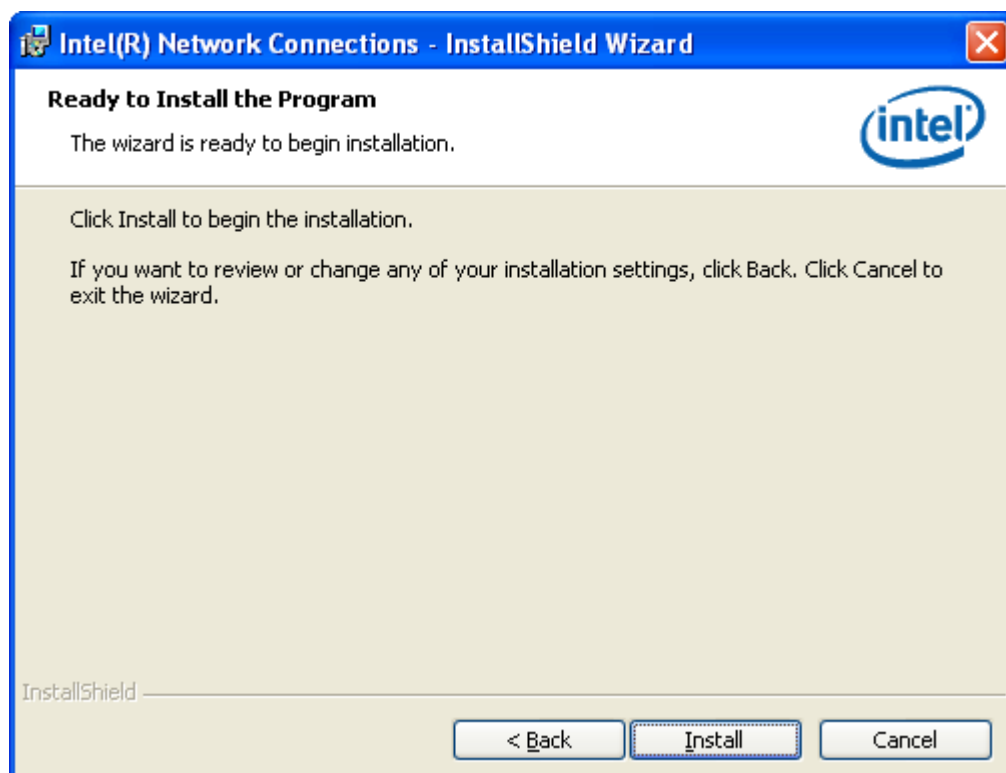 Intel(R) Network Connections - InstallShield Wizard
Ready to Install the Program
The wizard is ready to begin installation.
intel
Click Install to begin the installation.
If you want to review or change any of your installation settings, click Back. Click Cancel to
exit the wizard.
InstallShield
< Back
Install
Cancel